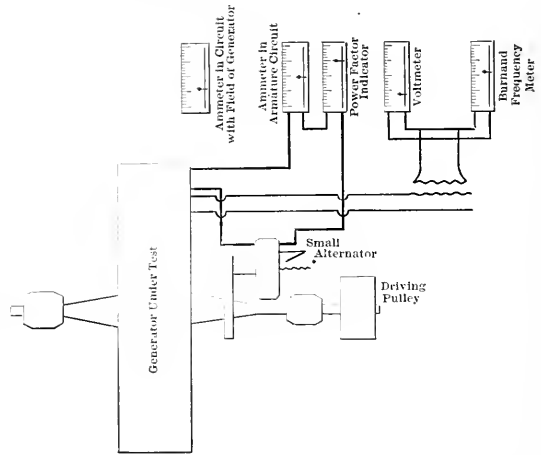 Ammeter in Circuit
with Field of Generator
Ammeter in
Armature Circuit
Power Factor
Indicator
Voltmeter
Burnand
Frequency
Meter
Small
Alternator
Driving
Pulley
Generator Under Test